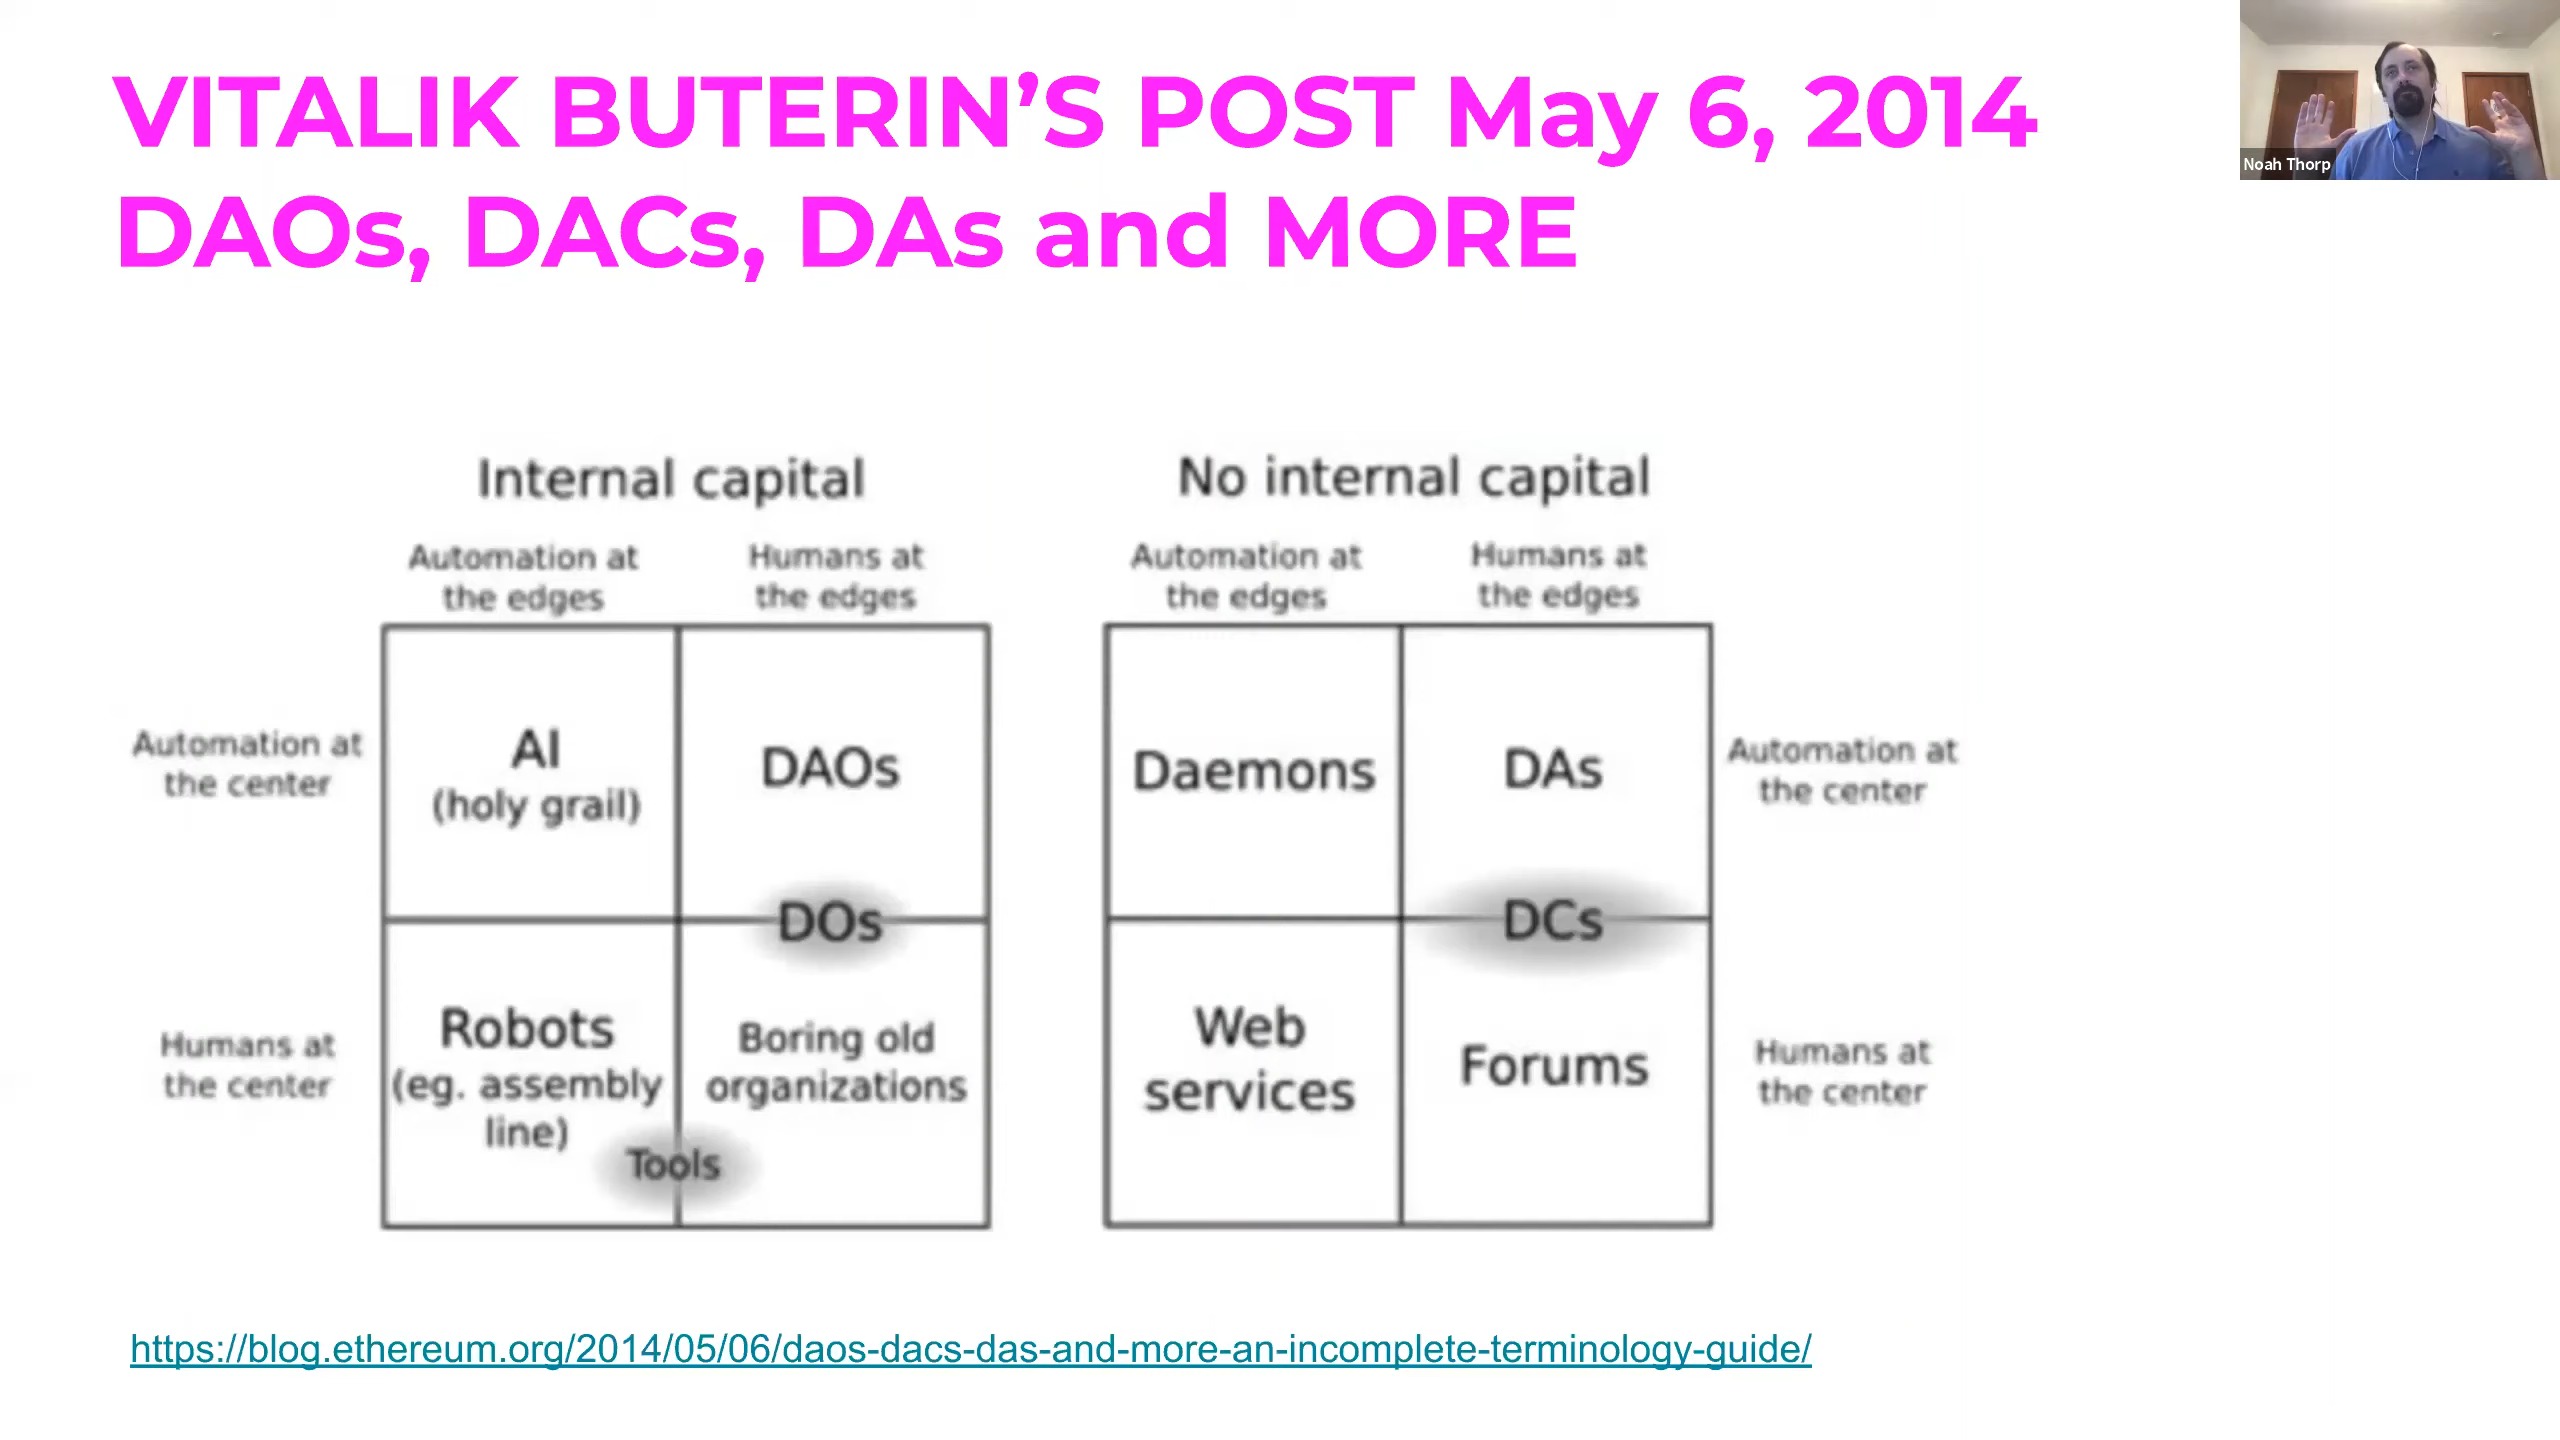 VITALIK BUTERIN’S POST May 6, 2014
DAOs, DACs, DAs and MORE
Noah Thorp
Internal capital
Automation at
the edges
Humans at
the edges
Automation at
the center
AI
(holy grail)
DAOs
DOs
Humans at
the center
Robots
(eg. assembly
line)
Boring old
organizations
Tools
No internal capital
Automation at
the edges
Humans at
the edges
Daemons
DAs
Automation at
the center
DCs
Web
services
Forums
Humans at
the center
https://blog.ethereum.org/2014/05/06/daos-dacs-das-and-more-an-incomplete-terminology-guide/